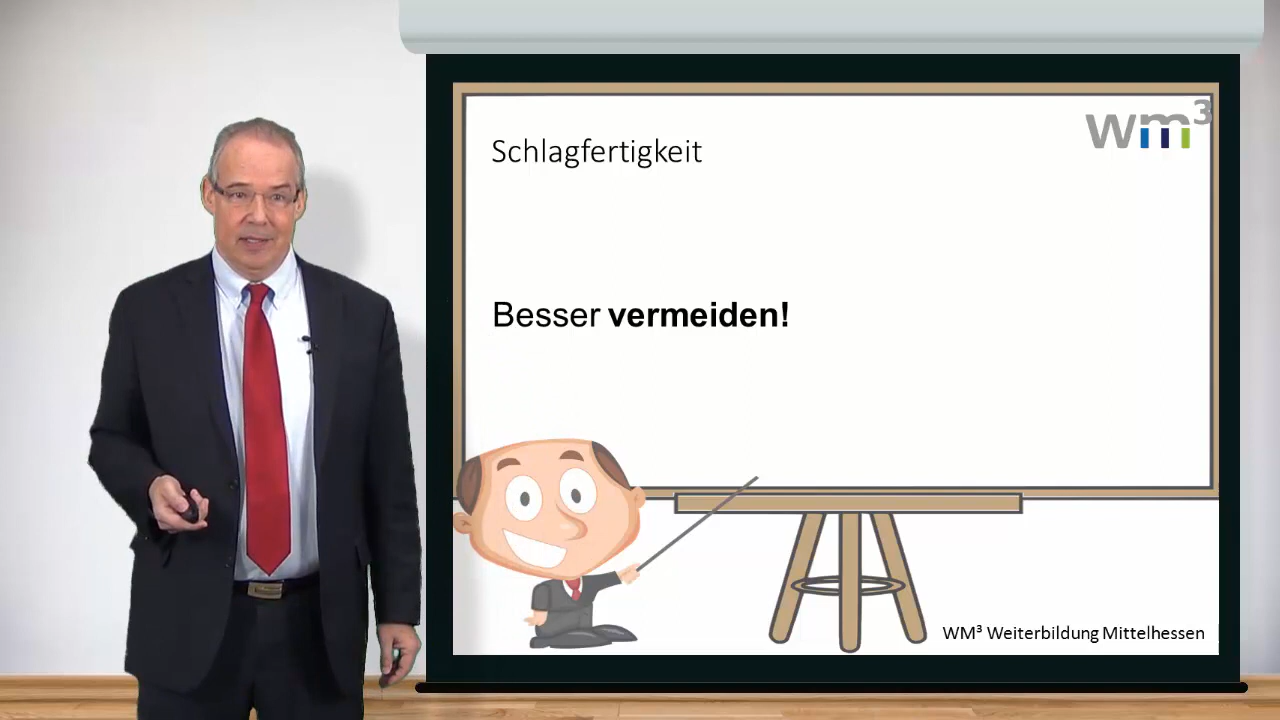 wm³
Schlagfertigkeit
Besser vermeiden!
WM³ Weiterbildung Mittelhessen